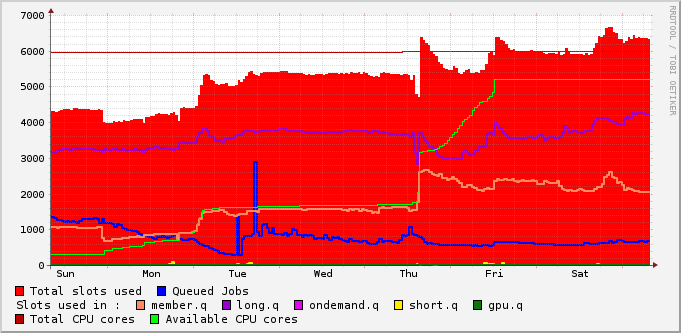 7000
6000
5000
4000
3000
2000
1000
0
Sun Mon Tue Wed Thu Fri Sat
RRDTOOL / TOBI OETIKER
Total slots used Queued Jobs
Slots used in : member.q long.q ondemand.q short.q gpu.q
Total CPU cores Available CPU cores